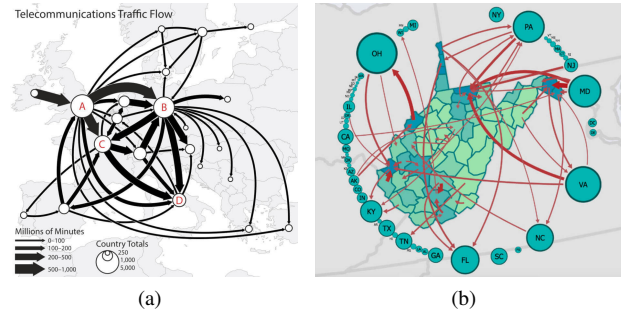 Telecommunications Traffic Flow
A
B
C
D
Millions of Minutes
0–100
100–200
200–500
500–1,000
Country Totals
250
1,000
5,000
(a)
NY
MI
PA
OH
NJ
MD
IL
CA
VA
KY
TX
TN
GA
FL
SC
NC
(b)